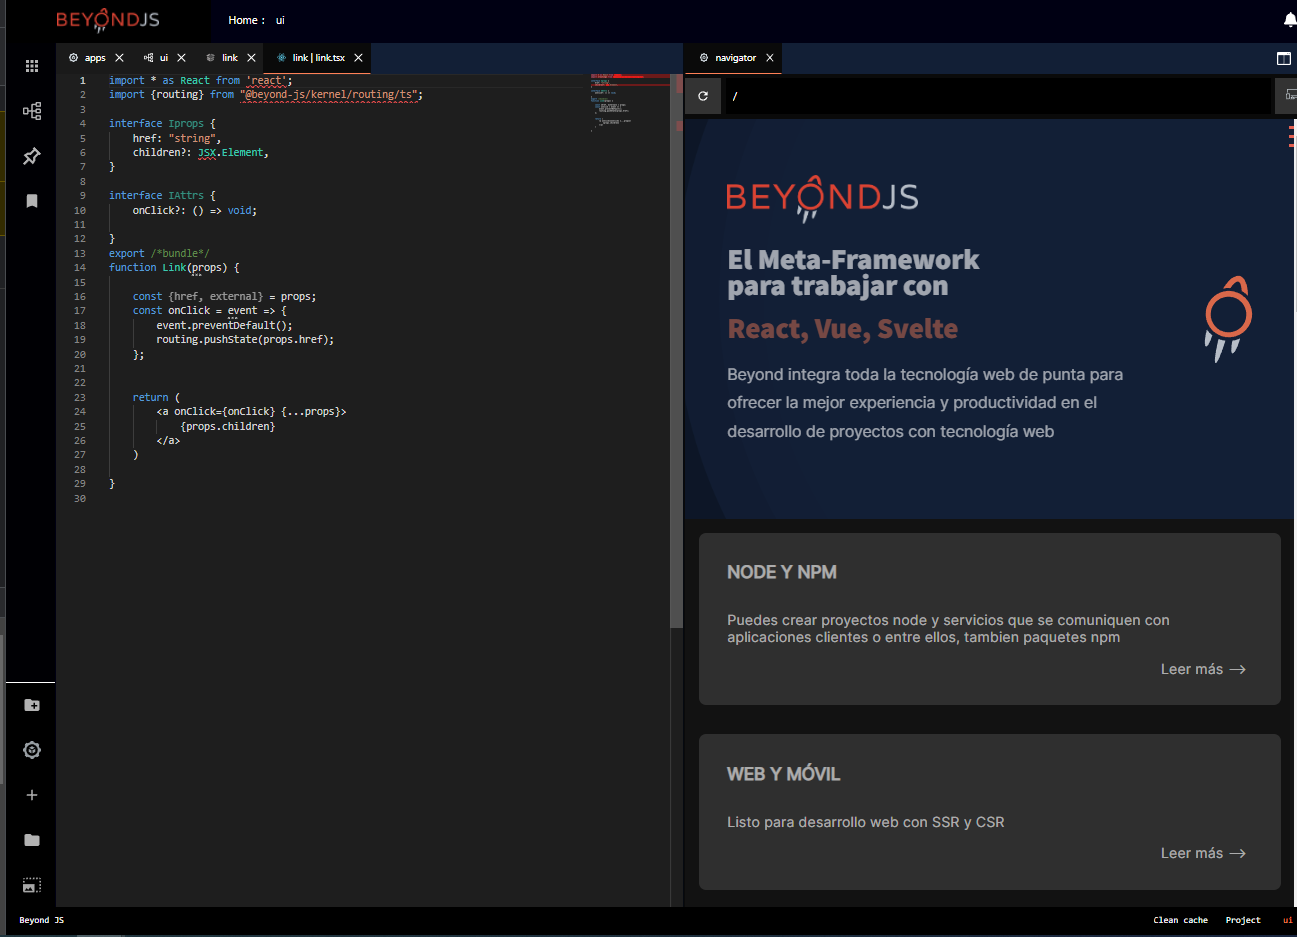 BEYONDJS
Home : ui
apps
ui
link
link | link.tsx
1 import * as React from 'react';
2 import {routing} from "@beyond-js/kernel/routing/ts";
3
4 interface Iprops {
5 href: "string",
6 children?: JSX.Element,
7 }
8
9 interface IAttrs {
10 onClick?: () => void;
11
12 }
13 export /*bundle*/
14 function Link(props) {
15
16 const {href, external} = props;
17 const onClick = event => {
18 event.preventDefault();
19 routing.pushState(props.href);
20 };
21
22
23 return (
24 <a onClick={onClick} {...props}>
25 {props.children}
26 </a>
27 )
28
29 }
30
navigator
/
BEYONDJS
El Meta-Framework
para trabajar con
React, Vue, Svelte
Beyond integra toda la tecnología web de punta para
ofrecer la mejor experiencia y productividad en el
desarrollo de proyectos con tecnología web
NODE Y NPM
Puedes crear proyectos node y servicios que se comuniquen con
aplicaciones clientes o entre ellos, tambien paquetes npm
Leer más →
WEB Y MÓVIL
Listo para desarrollo web con SSR y CSR
Leer más →
Beyond JS
Clean cache
Project
ui